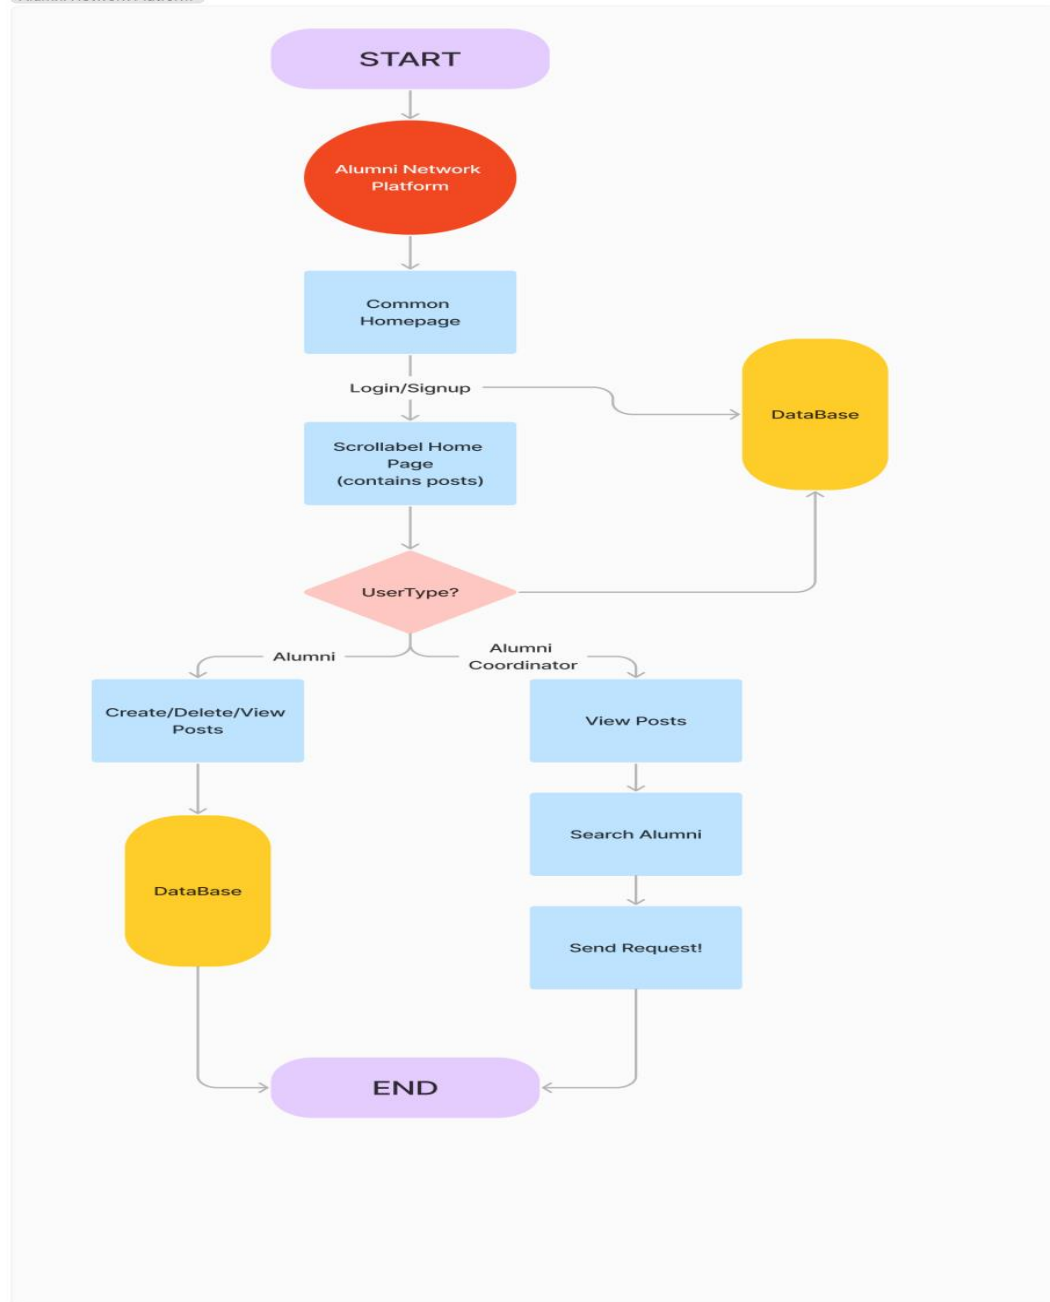 START
Alumni Network
Platform
Common
Homepage
Login/Signup
DataBase
Scrollabel Home
Page
(contains posts)
UserType?
Alumni
Alumni
Coordinator
Create/Delete/View
Posts
View Posts
Search Alumni
DataBase
Send Request!
END